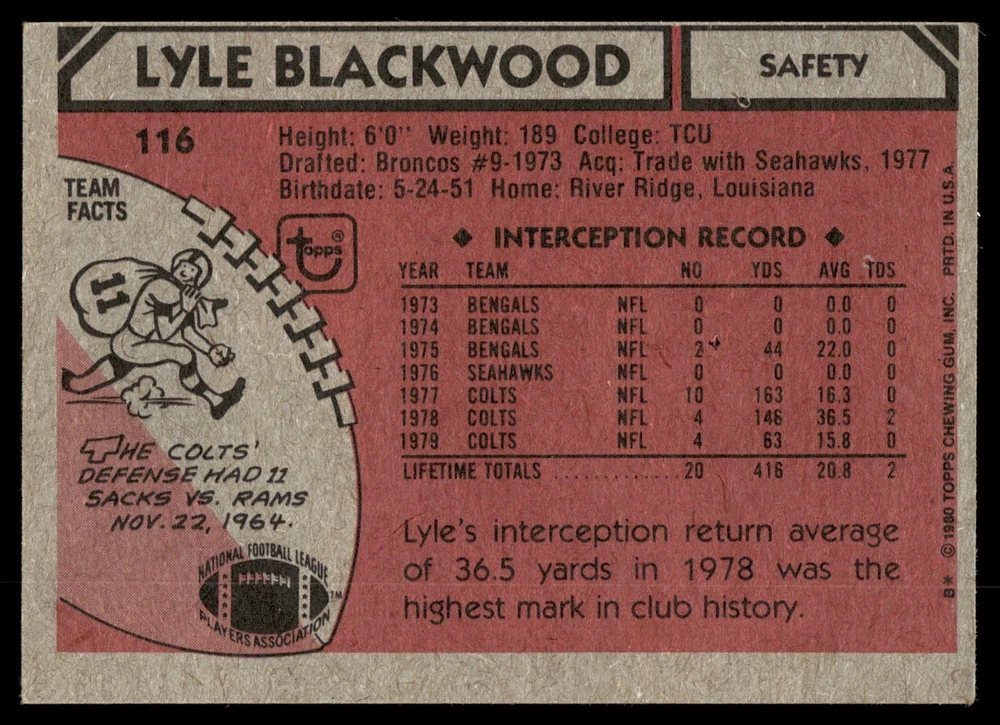 LYLE BLACKWOOD
SAFETY
116
Height: 6'0" Weight: 189 College: TCU
Drafted: Broncos #9-1973 Acq: Trade with Seahawks, 1977
Birthdate: 5-24-51 Home: River Ridge, Louisiana
TEAM
FACTS
11
topps®
THE COLTS'
DEFENSE HAD 11
SACKS VS. RAMS
NOV. 22, 1964.
NATIONAL FOOTBALL LEAGUE
PLAYERS ASSOCIATION
TM
◆ INTERCEPTION RECORD ◆
YEAR TEAM NO YDS AVG TDS
1973 BENGALS NFL 0 0 0.0 0
1974 BENGALS NFL 0 0 0.0 0
1975 BENGALS NFL 2 44 22.0 0
1976 SEAHAWKS NFL 0 0 0.0 0
1977 COLTS NFL 10 163 16.3 0
1978 COLTS NFL 4 146 36.5 2
1979 COLTS NFL 4 63 15.8 0
LIFETIME TOTALS ............ 20 416 20.8 2
Lyle's interception return average
of 36.5 yards in 1978 was the
highest mark in club history.
B* © 1980 TOPPS CHEWING GUM, INC. PRTD. IN U.S.A.